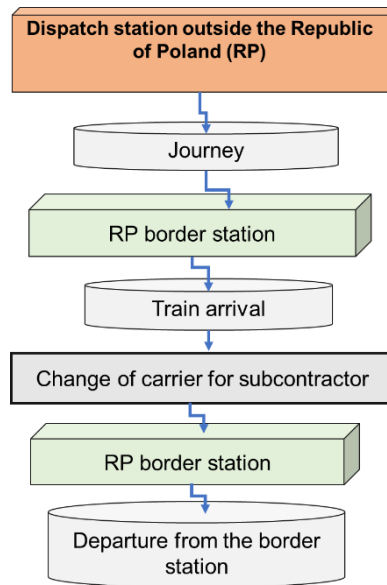 Dispatch station outside the Republic
of Poland (RP)
Journey
RP border station
Train arrival
Change of carrier for subcontractor
RP border station
Departure from the border
station